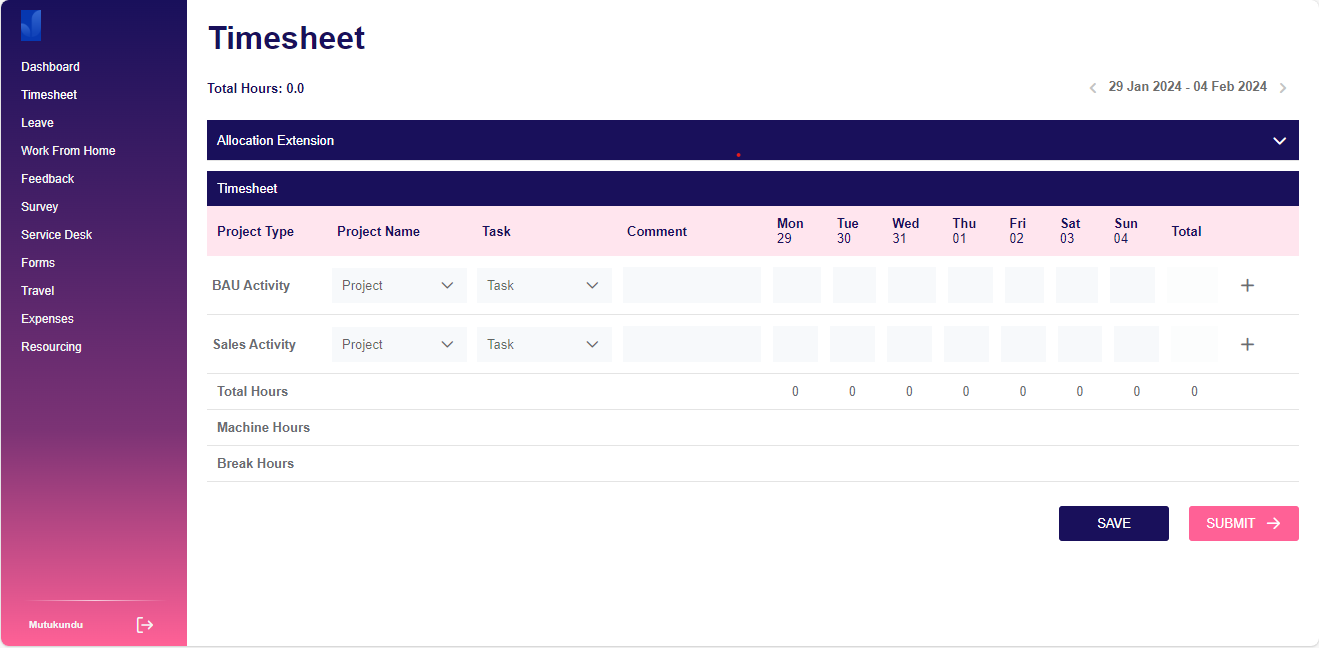 Dashboard
Timesheet
Leave
Work From Home
Feedback
Survey
Service Desk
Forms
Travel
Expenses
Resourcing
Mutukundu
Timesheet
Total Hours: 0.0
29 Jan 2024 - 04 Feb 2024
Allocation Extension
Timesheet
Project Type Project Name Task Comment Mon 29 Tue 30 Wed 31 Thu 01 Fri 02 Sat 03 Sun 04 Total
BAU Activity Project Task +
Sales Activity Project Task +
Total Hours 0 0 0 0 0 0 0 0
Machine Hours
Break Hours
SAVE SUBMIT →